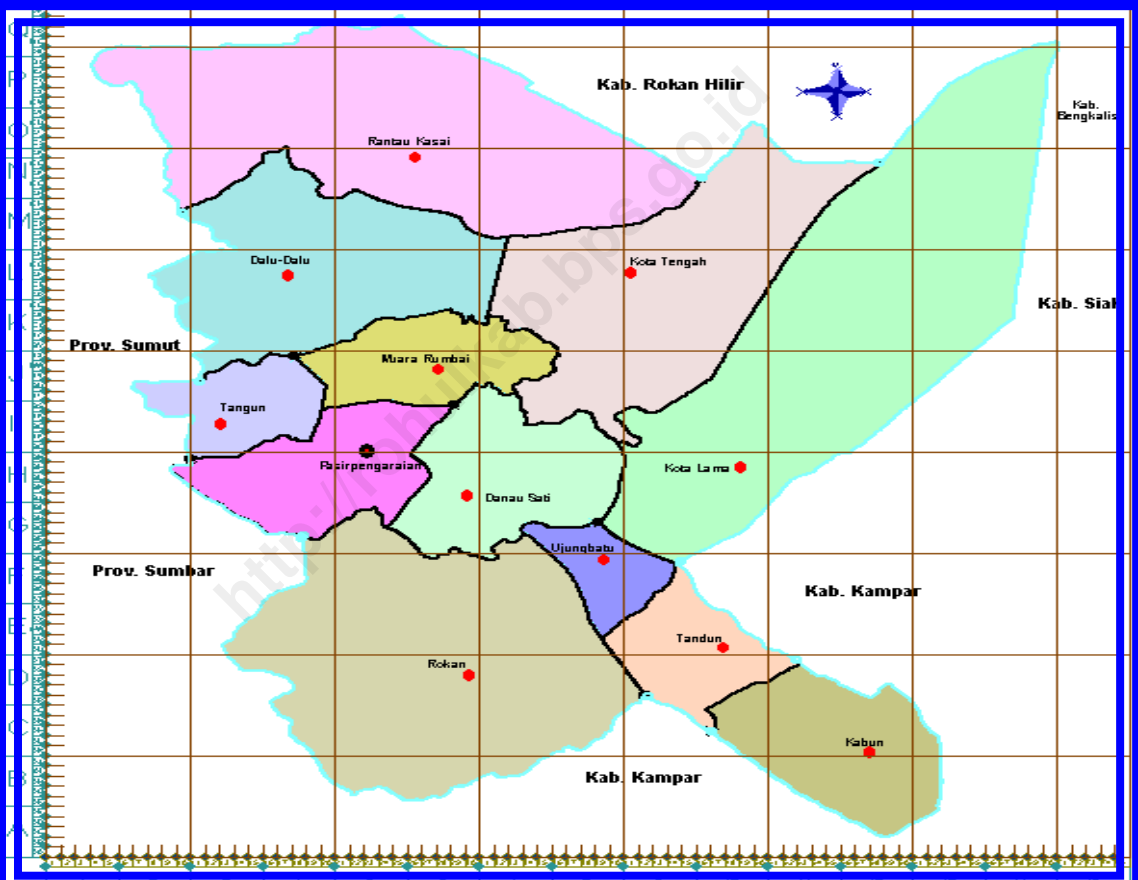 Q
P
Kab. Rokan Hilir
Kab.
Bengkalis
O
Rantau Kasai
N
M
Dalu-Dalu
Kota Tengah
L
Kab. Siak
K
Prov. Sumut
Muara Rumbai
J
Tangun
I
Pasirpengaraian
Kota Lama
H
Danau Sati
G
Ujungbatu
Prov. Sumbar
F
Kab. Kampar
E
Tandun
Rokan
D
C
Kabun
Kab. Kampar
B
A
http://rohulkab.bps.go.id